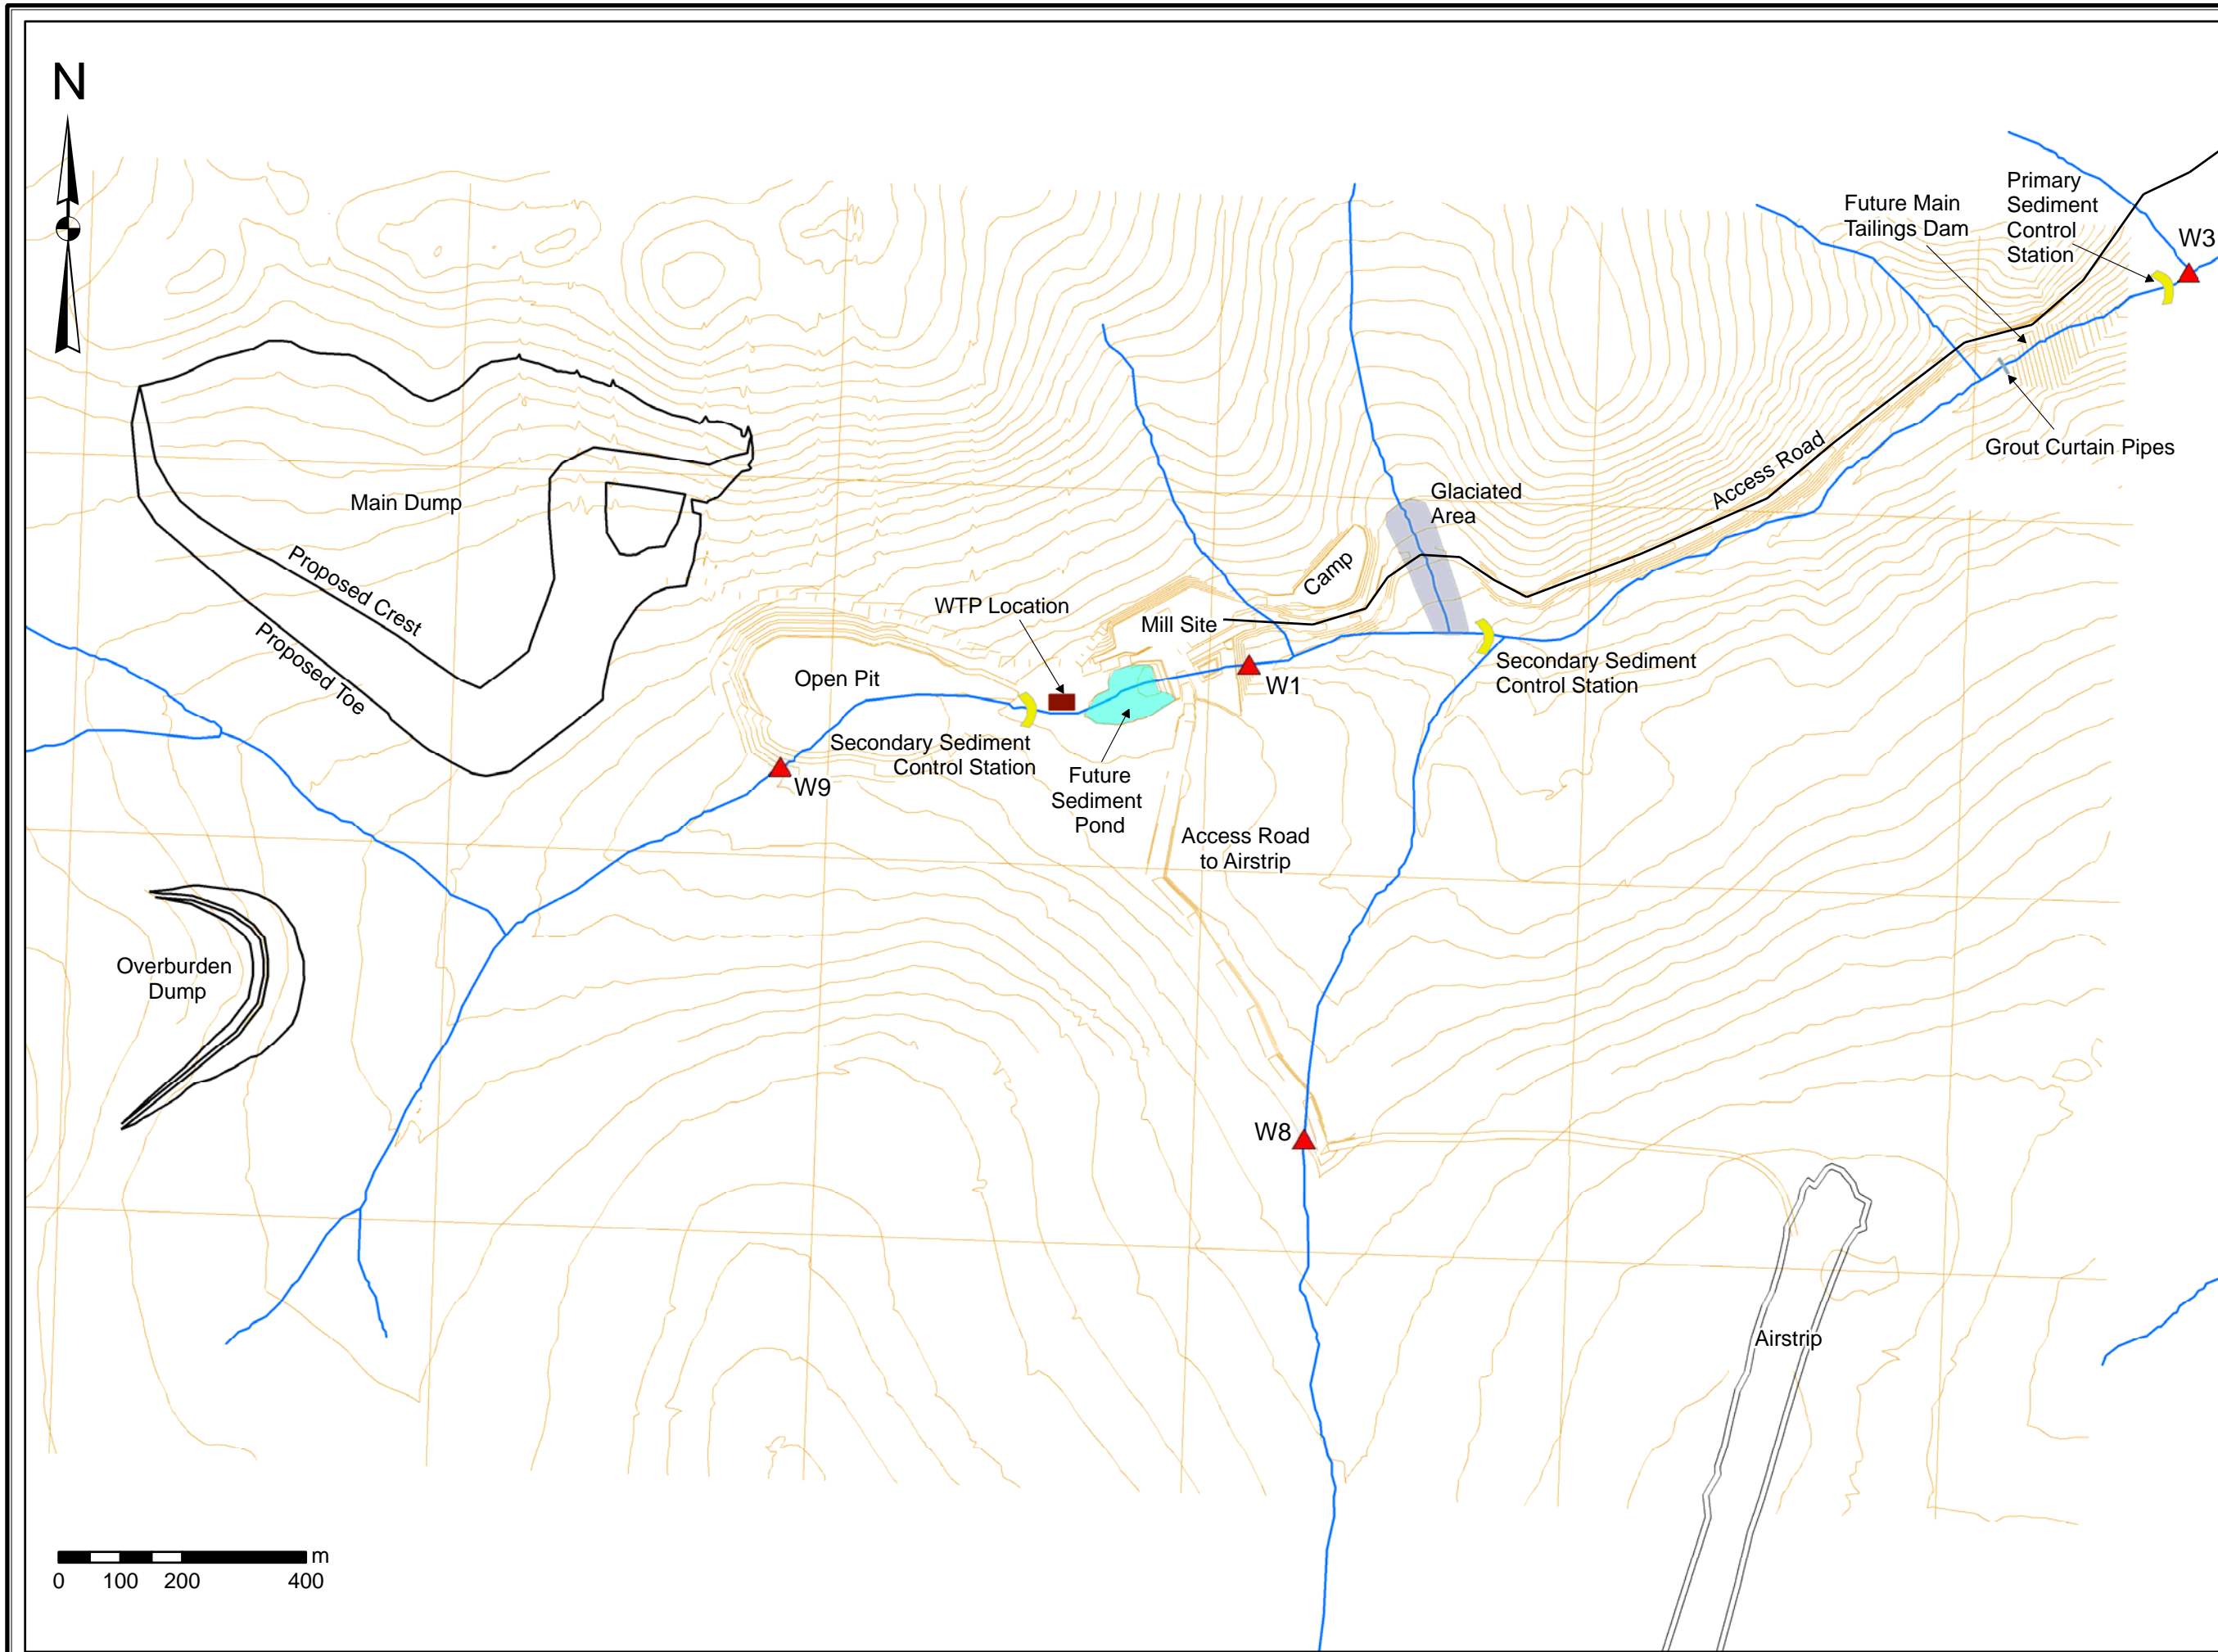 N
Primary
Sediment
Control
Station
Future Main
Tailings Dam
W3
Grout Curtain Pipes
Access Road
Glaciated
Area
Main Dump
Camp
Proposed Crest
WTP Location
Mill Site
Proposed Toe
Open Pit
W1
Secondary Sediment
Control Station
Secondary Sediment
Control Station
W9
Future
Sediment
Pond
Access Road
to Airstrip
Overburden
Dump
W8
Airstrip
m
0 100 200 400